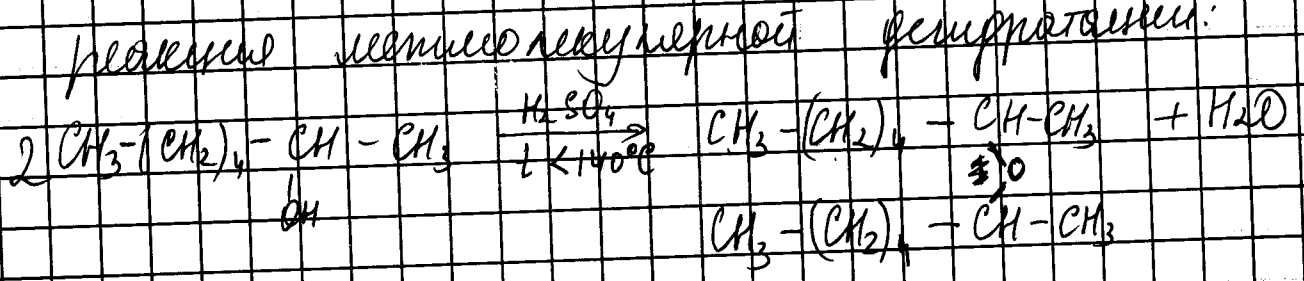 реакция межмолекулярной дегидратации:
2 CH₃-(CH₂)₄ - CH - CH₃ H₂SO₄ t < 140°C CH₃ - (CH₂)₄ - CH-CH₃ + H₂O
OH O
CH₃ - (CH₂)₄ - CH - CH₃